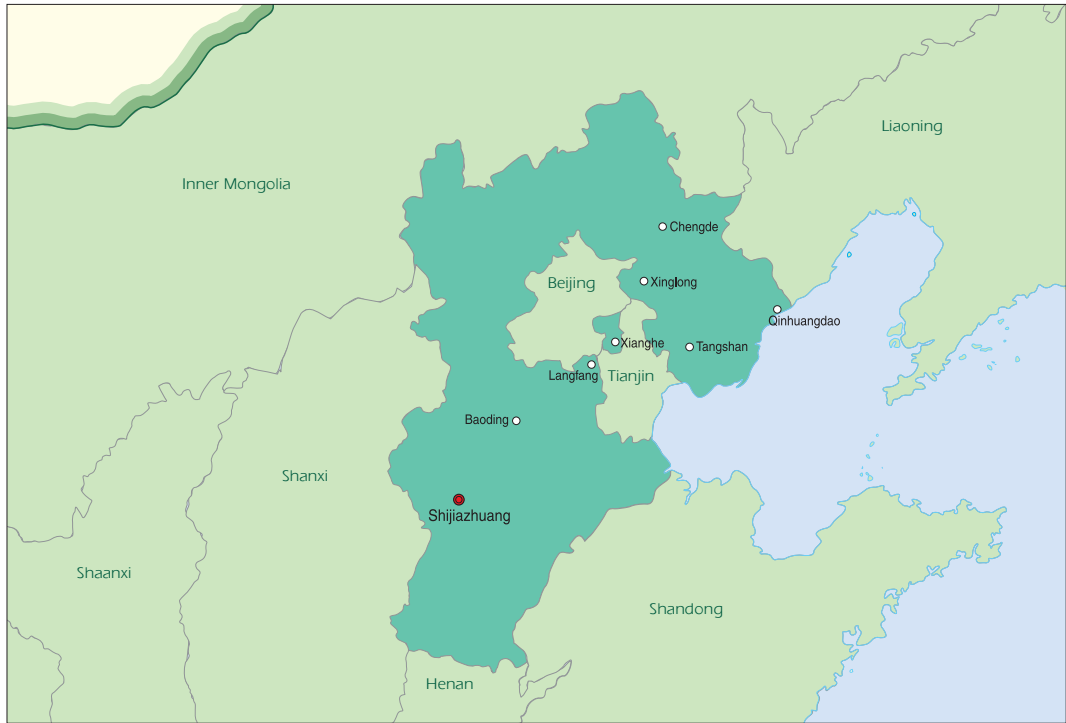 Liaoning
Inner Mongolia
Chengde
Beijing
Xinglong
Qinhuangdao
Xianghe
Tangshan
Langfang
Tianjin
Baoding
Shanxi
Shijiazhuang
Shaanxi
Shandong
Henan